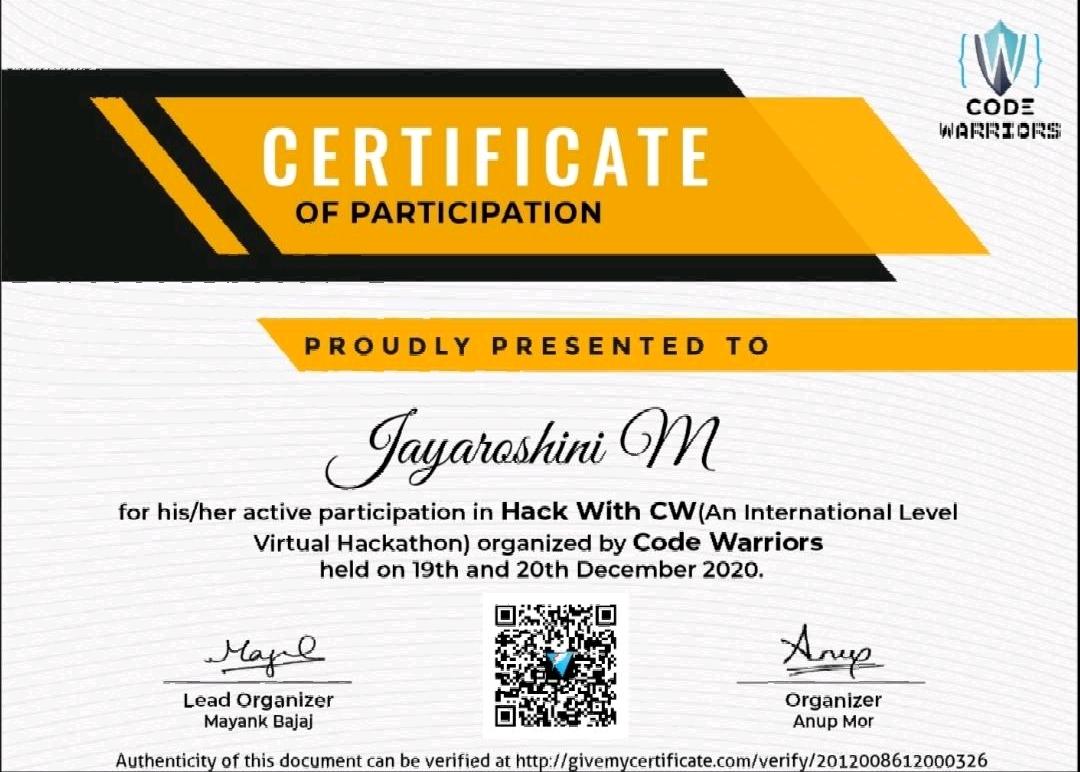 CODE
WARRIORS
CERTIFICATE
OF PARTICIPATION
PROUDLY PRESENTED TO
Jayaroshini M
for his/her active participation in Hack With CW(An International Level
Virtual Hackathon) organized by Code Warriors
held on 19th and 20th December 2020.
Anup
Lead Organizer
Mayank Bajaj
Organizer
Anup Mor
Authenticity of this document can be verified at http://givemycertificate.com/verify/2012008612000326